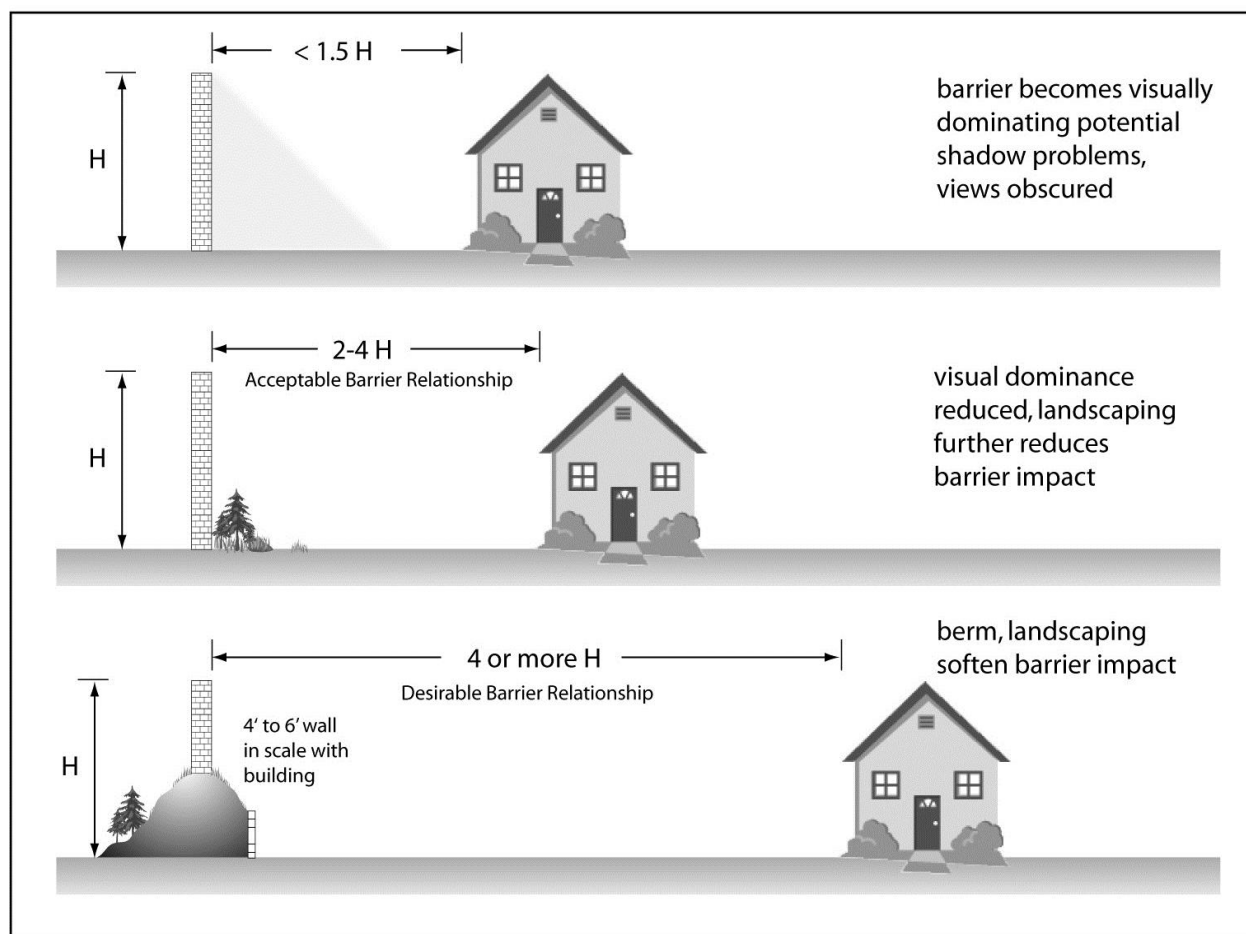 < 1.5 H
H
barrier becomes visually
dominating potential
shadow problems,
views obscured
2-4 H
Acceptable Barrier Relationship
H
visual dominance
reduced, landscaping
further reduces
barrier impact
4 or more H
Desirable Barrier Relationship
H
4' to 6' wall
in scale with
building
berm, landscaping
soften barrier impact